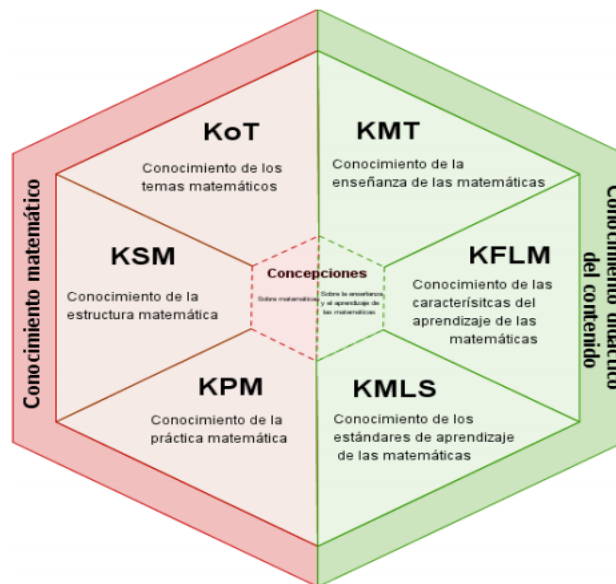 KoT
Conocimiento de los
temas matemáticos
KMT
Conocimiento de la
enseñanza de las matemáticas
Conocimiento matemático
KSM
Conocimiento de la
estructura matemática
Concepciones
Sobre matemáticas
Sobre la enseñanza
y el aprendizaje de
las matemáticas
KFLM
Conocimiento de las
caracterísitcas del
aprendizaje de las
matemáticas
Conocimiento didáctico
del contenido
KPM
Conocimiento de la
práctica matemática
KMLS
Conocimiento de los
estándares de aprendizaje
de las matemáticas